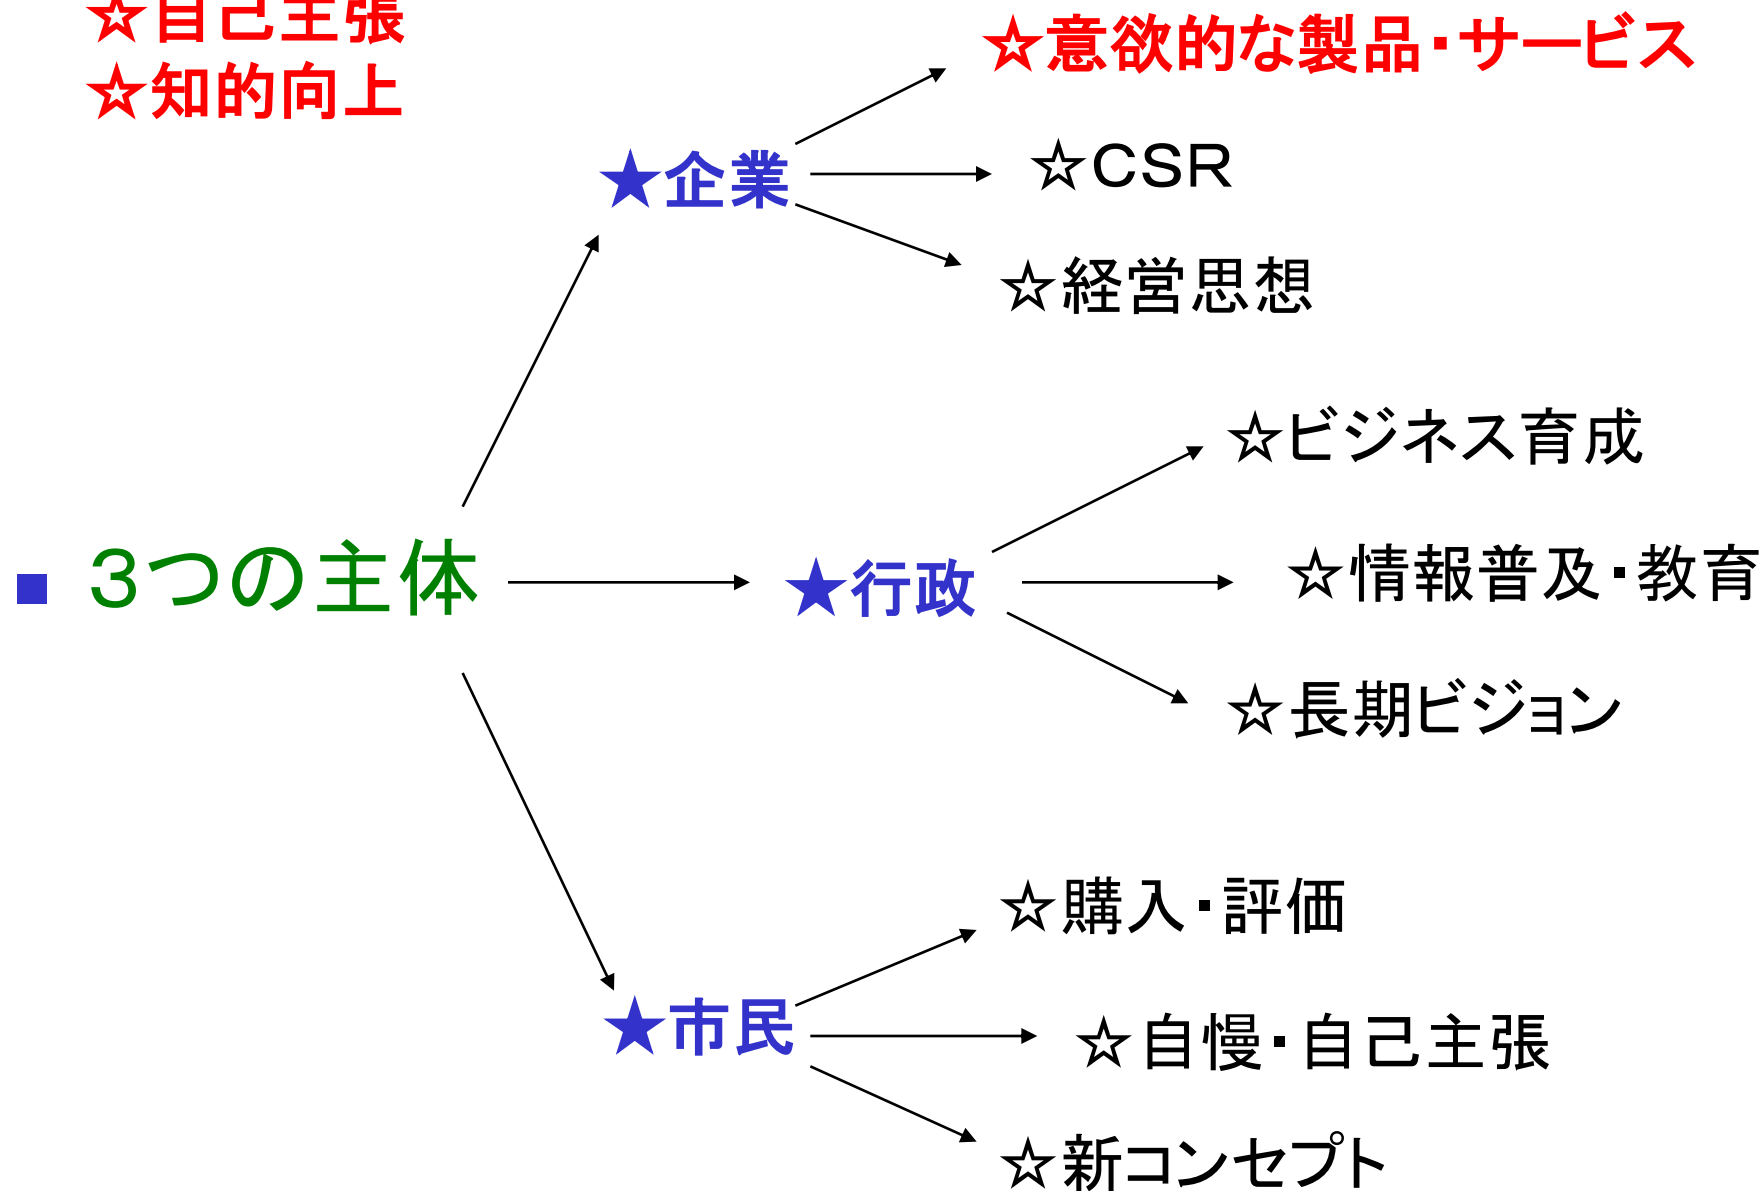 ☆自己主張
☆知的向上
☆意欲的な製品・サービス
★企業
☆CSR
☆経営思想
■ ３つの主体
★行政
☆ビジネス育成
☆情報普及・教育
☆長期ビジョン
★市民
☆購入・評価
☆自慢・自己主張
☆新コンセプト